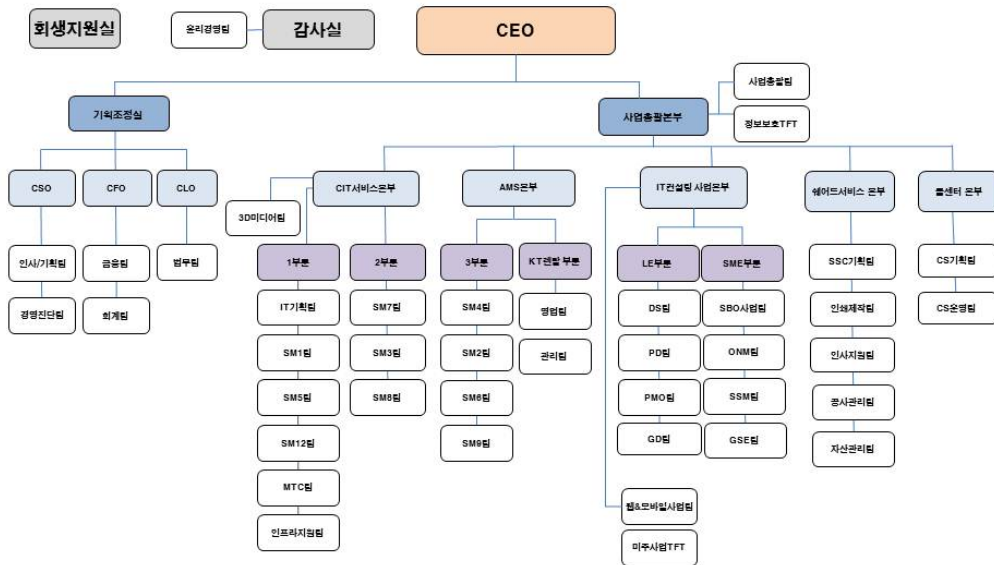 회생지원실
윤리경영팀
감사실
CEO
사업총괄팀
기획조정실
사업총괄본부
정보보호TFT
CSO
CFO
CLO
CIT서비스본부
AMS본부
IT컨설팅 사업본부
쉐어드서비스 본부
콜센터 본부
3D미디어팀
인사/기획팀
금융팀
법무팀
1부문
2부문
3부문
KT렌탈 부문
LE부문
SME부문
SSC기획팀
CS기획팀
경영진단팀
회계팀
IT기획팀
SM7팀
SM4팀
영업팀
DS팀
SBO사업팀
인쇄제작팀
CS운영팀
SM1팀
SM3팀
SM2팀
관리팀
PD팀
ONM팀
인사지원팀
SM5팀
SM8팀
SM6팀
PMO팀
SSM팀
공사관리팀
SM12팀
SM9팀
GD팀
GSE팀
자산관리팀
MTC팀
웹&모바일사업팀
인프라지원팀
미주사업TFT